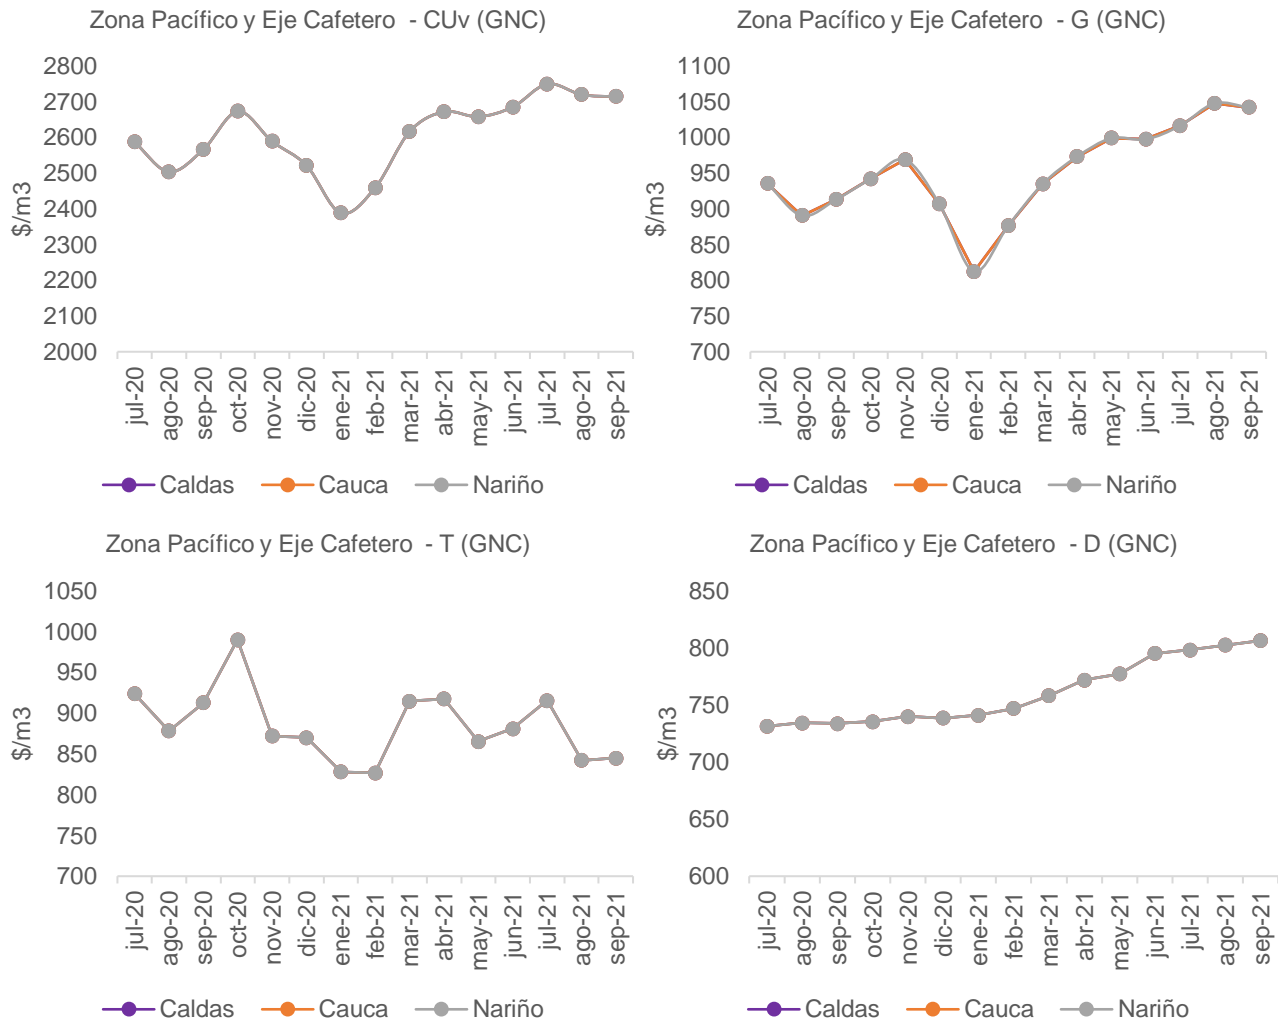 Zona Pacífico y Eje Cafetero - CUv (GNC)
$/m3
2800
2700
2600
2500
2400
2300
2200
2100
2000
jul-20
ago-20
sep-20
oct-20
nov-20
dic-20
ene-21
feb-21
mar-21
abr-21
may-21
jun-21
jul-21
ago-21
sep-21
Caldas Cauca Nariño
Zona Pacífico y Eje Cafetero - G (GNC)
$/m3
1100
1050
1000
950
900
850
800
750
700
jul-20
ago-20
sep-20
oct-20
nov-20
dic-20
ene-21
feb-21
mar-21
abr-21
may-21
jun-21
jul-21
ago-21
sep-21
Caldas Cauca Nariño
Zona Pacífico y Eje Cafetero - T (GNC)
$/m3
1050
1000
950
900
850
800
750
700
jul-20
ago-20
sep-20
oct-20
nov-20
dic-20
ene-21
feb-21
mar-21
abr-21
may-21
jun-21
jul-21
ago-21
sep-21
Caldas Cauca Nariño
Zona Pacífico y Eje Cafetero - D (GNC)
$/m3
850
800
750
700
650
600
jul-20
ago-20
sep-20
oct-20
nov-20
dic-20
ene-21
feb-21
mar-21
abr-21
may-21
jun-21
jul-21
ago-21
sep-21
Caldas Cauca Nariño